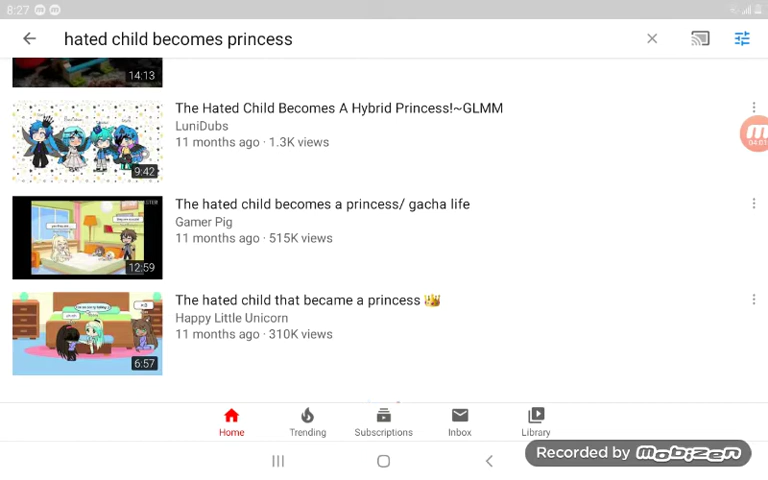 8:27
hated child becomes princess
14:13
The Hated Child Becomes A Hybrid Princess!~GLMM
LuniDubs
11 months ago · 1.3K views
9:42
The hated child becomes a princess/ gacha life
Gamer Pig
11 months ago · 515K views
12:59
The hated child that became a princess 👑
Happy Little Unicorn
11 months ago · 310K views
6:57
04:01
Home
Trending
Subscriptions
Inbox
Library
Recorded by mobizen